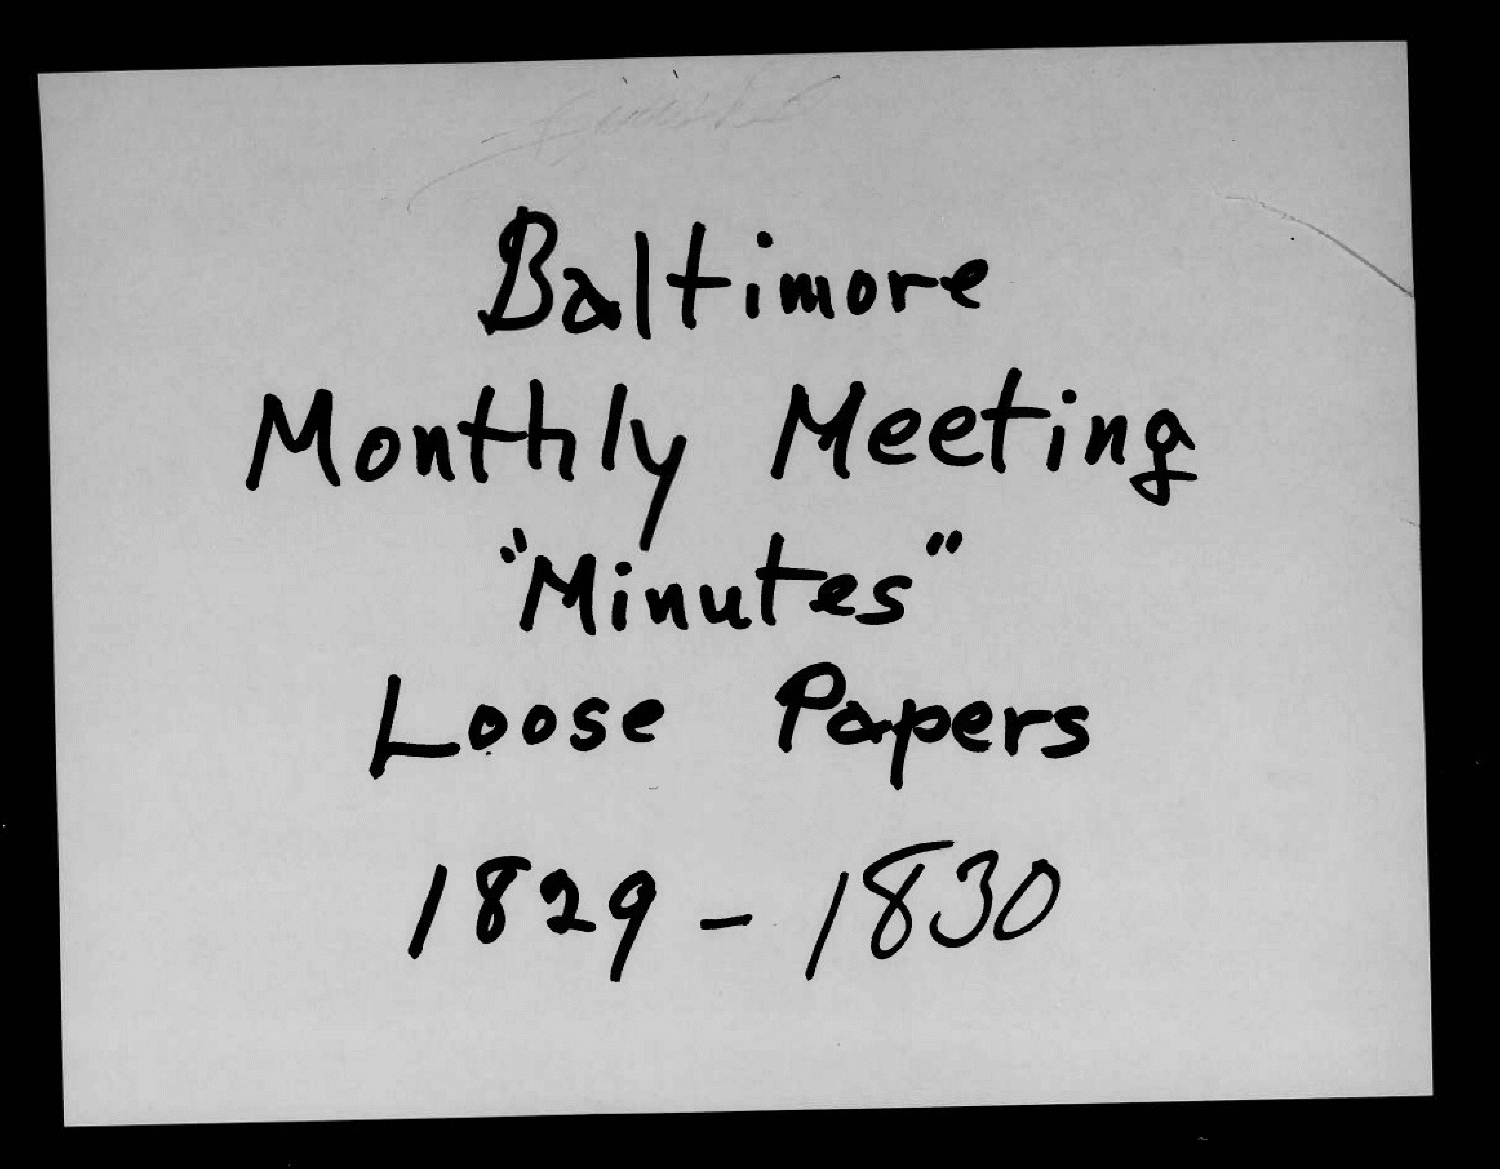 Baltimore
Monthly Meeting
"Minutes"
Loose Papers
1829 - 1830